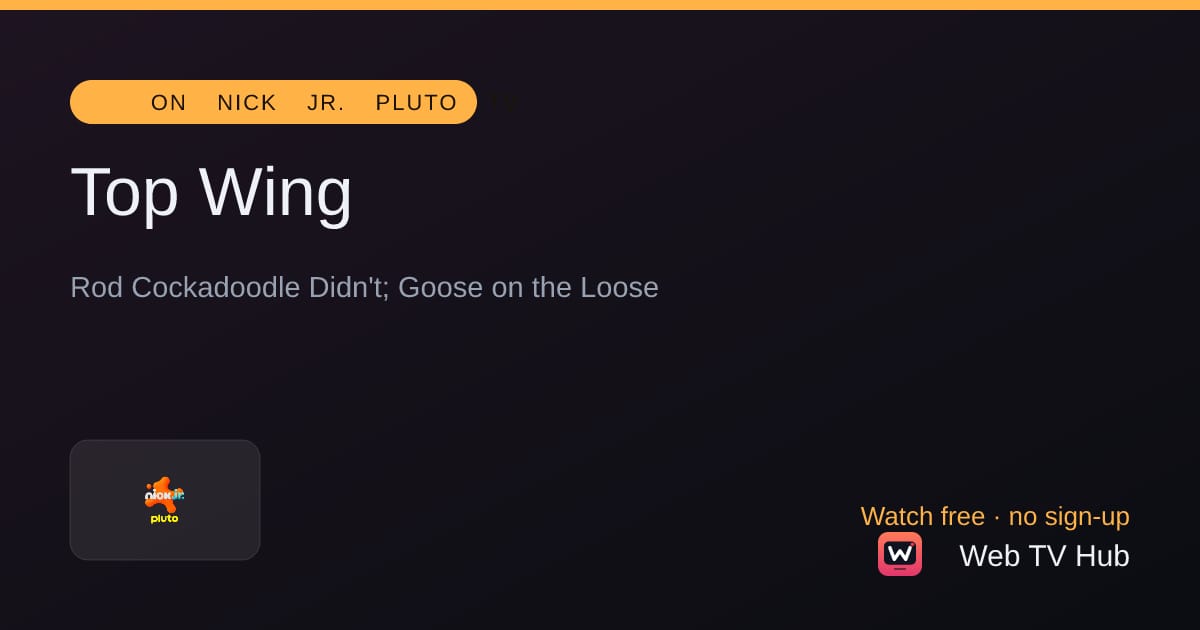 ON NICK JR. PLUTO
Top Wing
Rod Cockadoodle Didn't; Goose on the Loose
nick jr.
pluto
Watch free · no sign-up
W
Web TV Hub